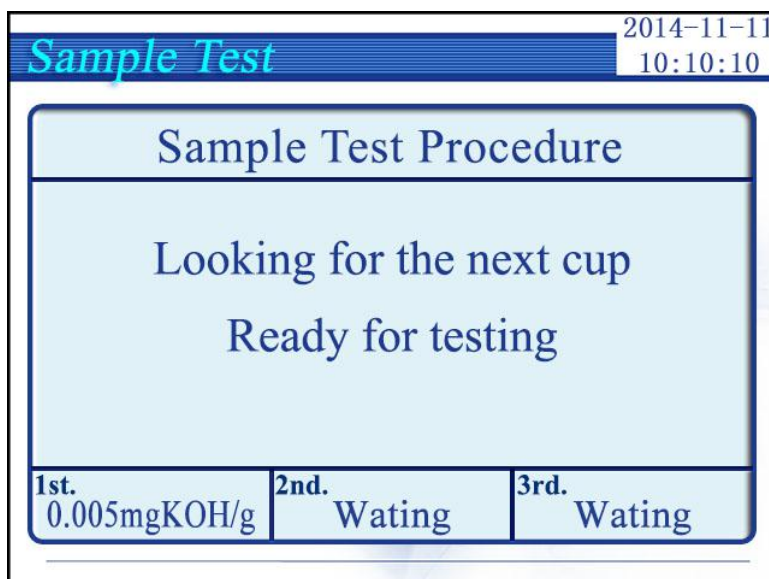 Sample Test
2014-11-11
10:10:10
Sample Test Procedure
Looking for the next cup
Ready for testing
1st.
0.005mgKOH/g
2nd.
Wating
3rd.
Wating